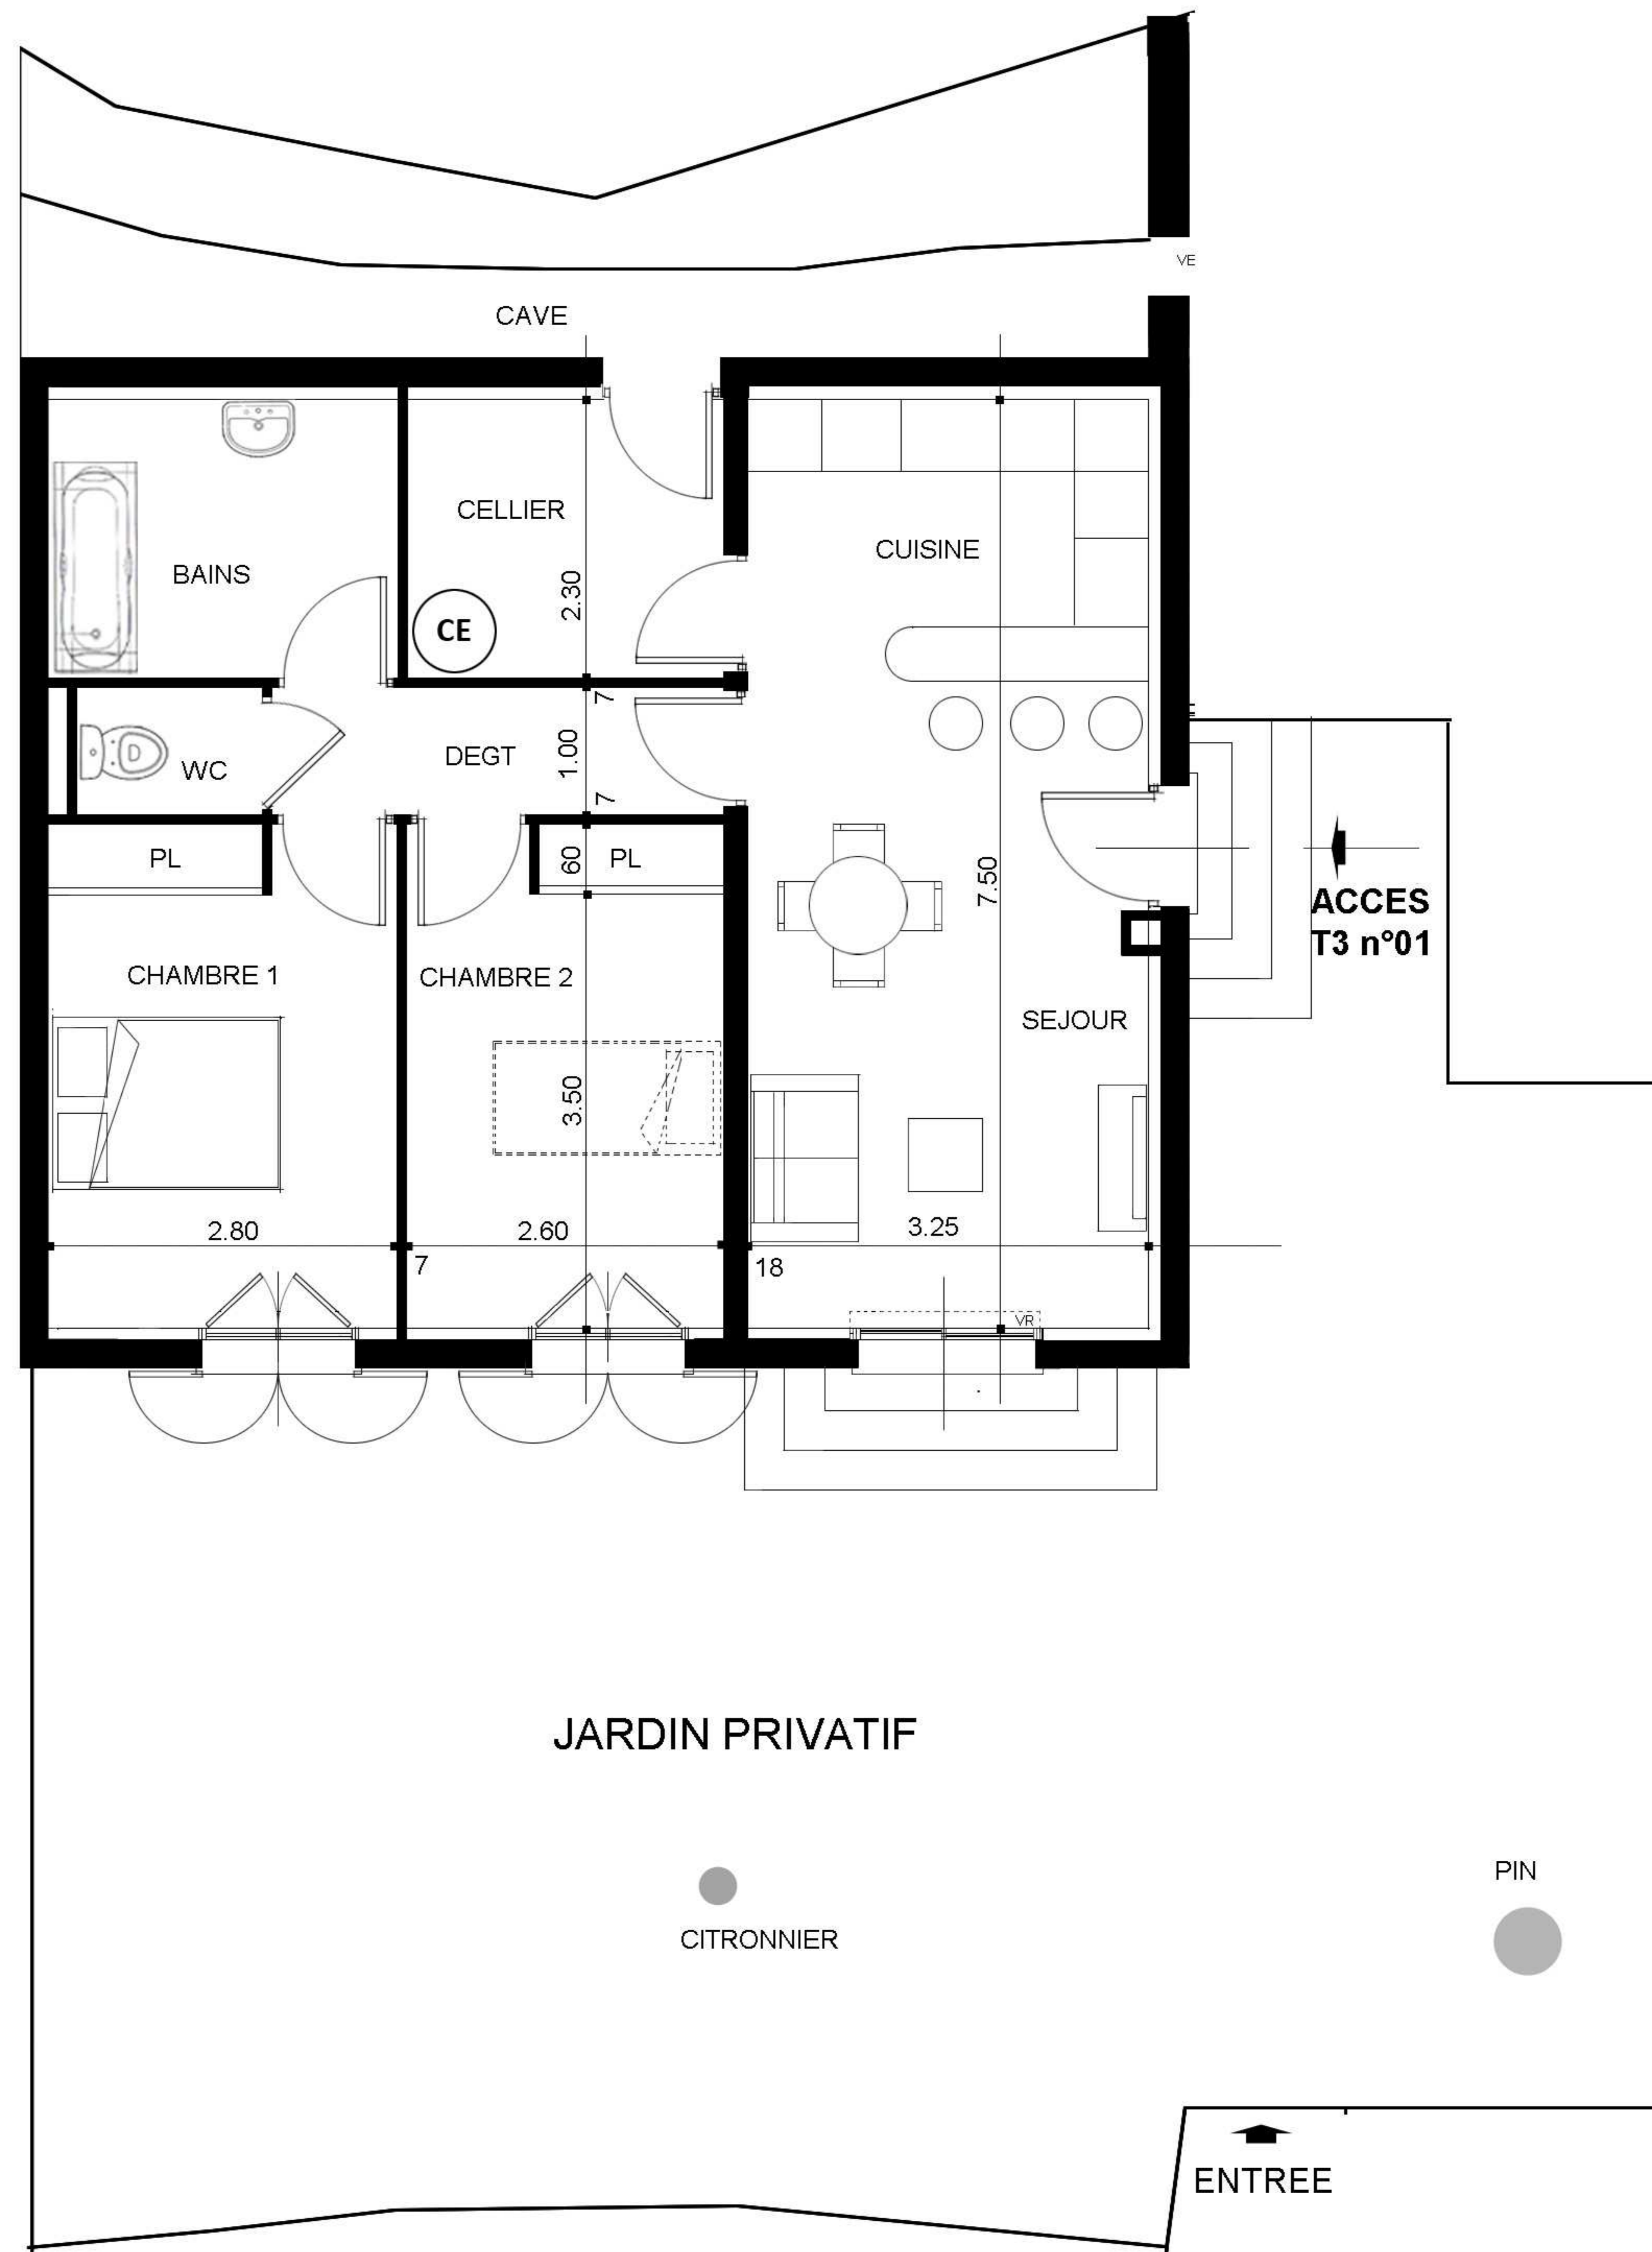 VE
CAVE
CELLIER
CUISINE
BAINS
2.30
CE
7
DEGT
1.00
WC
7
PL
60
PL
7.50
ACCES
T3 n°01
CHAMBRE 1
CHAMBRE 2
SEJOUR
3.50
2.80
2.60
3.25
7
18
VR
JARDIN PRIVATIF
PIN
CITRONNIER
ENTREE